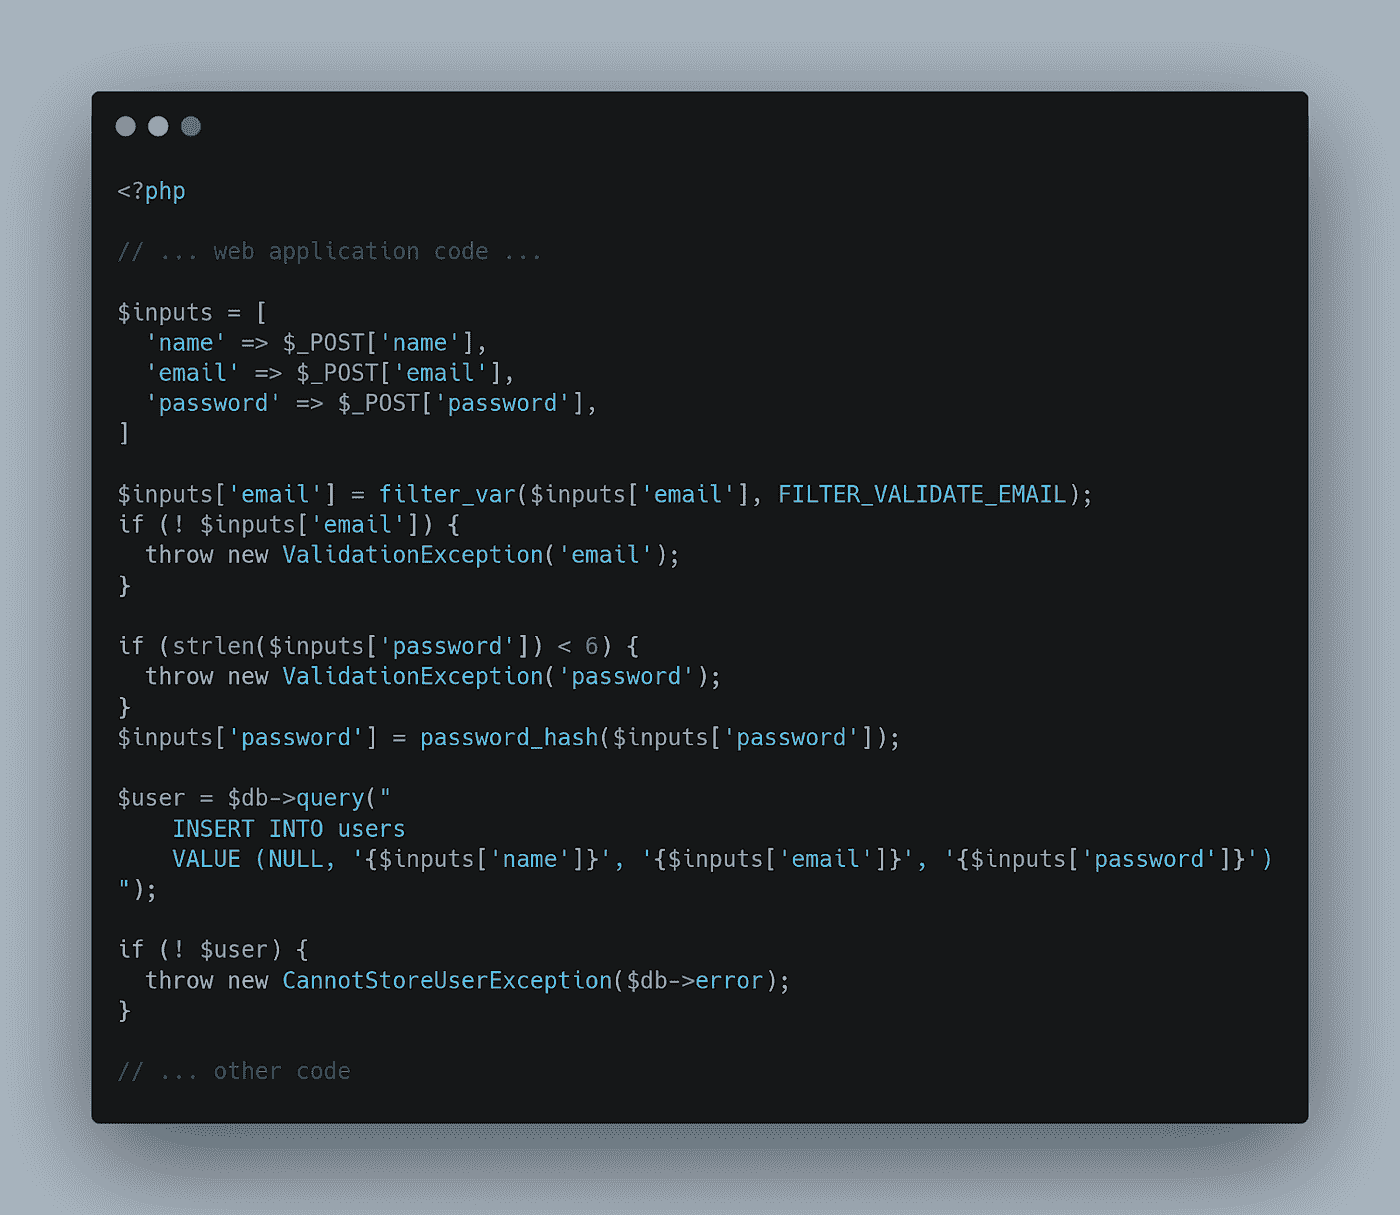 <?php
// ... web application code ...
$inputs = [
  'name' => $_POST['name'],
  'email' => $_POST['email'],
  'password' => $_POST['password'],
]
$inputs['email'] = filter_var($inputs['email'], FILTER_VALIDATE_EMAIL);
if (! $inputs['email']) {
  throw new ValidationException('email');
}
if (strlen($inputs['password']) < 6) {
  throw new ValidationException('password');
}
$inputs['password'] = password_hash($inputs['password']);
$user = $db->query("
    INSERT INTO users
    VALUE (NULL, '{$inputs['name']}', '{$inputs['email']}', '{$inputs['password']}')
");
if (! $user) {
  throw new CannotStoreUserException($db->error);
}
// ... other code